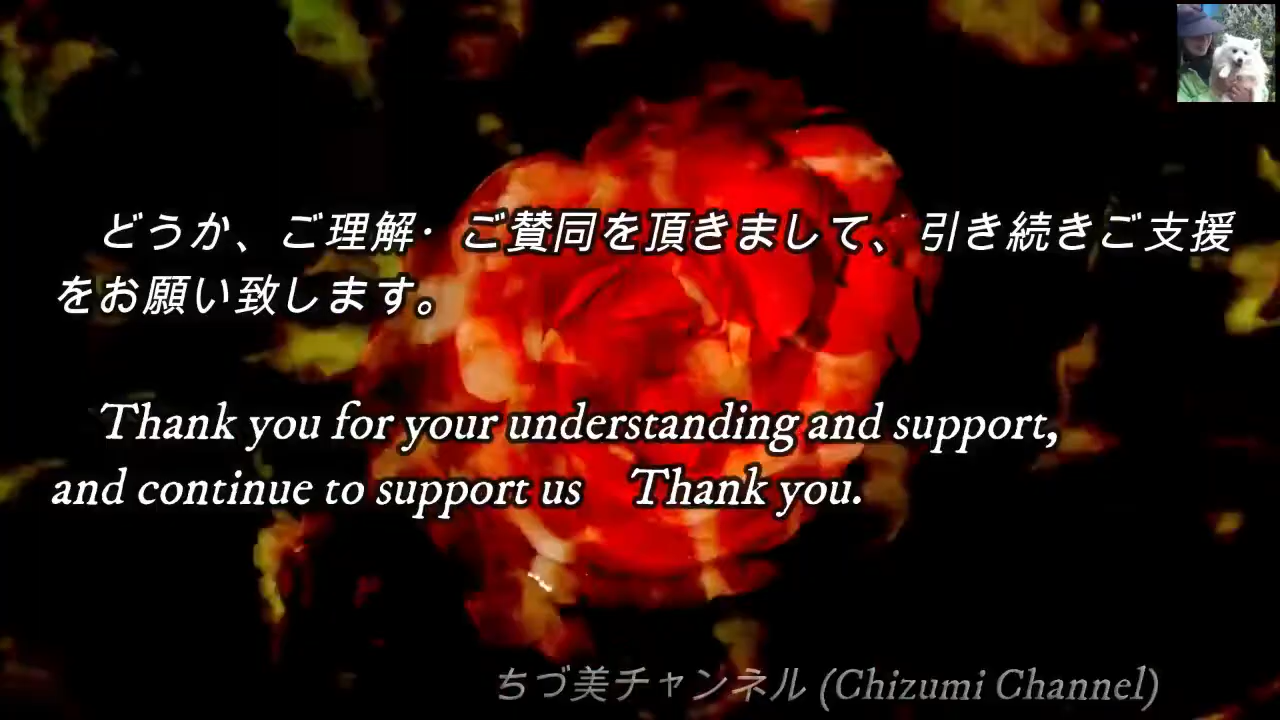 どうか、ご理解・ご賛同を頂きまして、引き続きご支援
をお願い致します。
Thank you for your understanding and support,
and continue to support us　Thank you.
ちづ美チャンネル (Chizumi Channel)